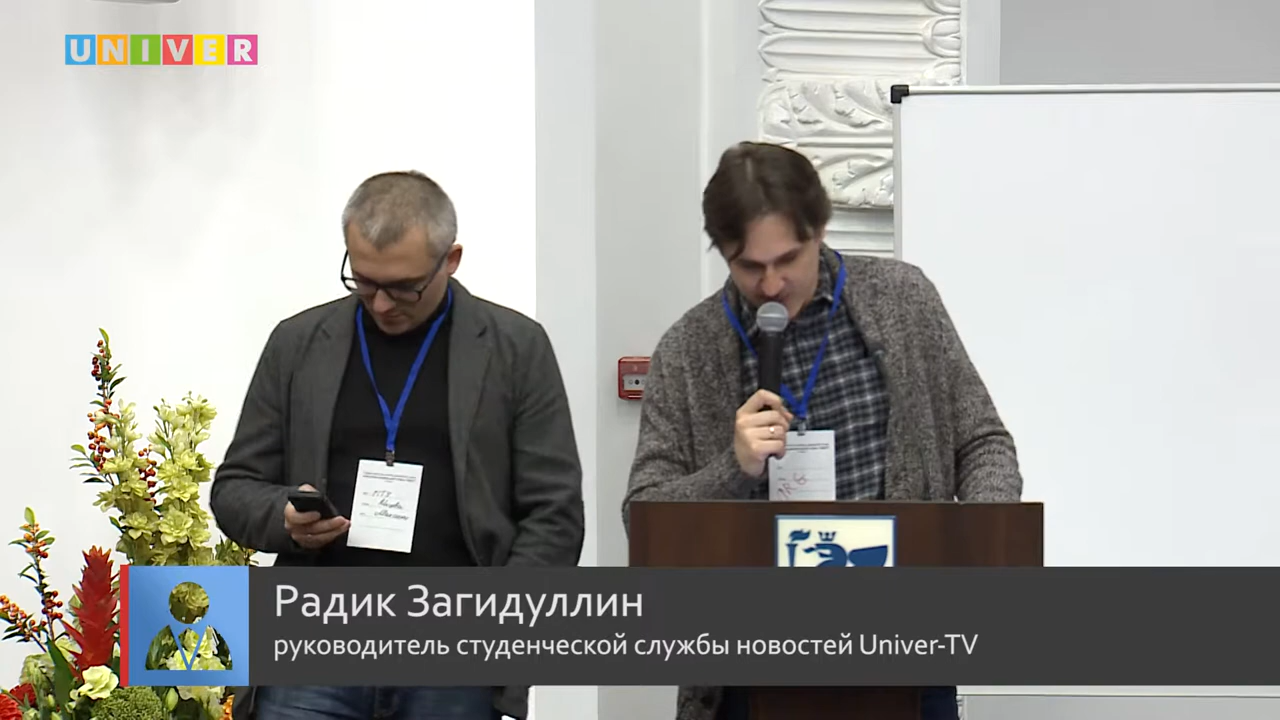 UNIVER
Радик Загидуллин
руководитель студенческой службы новостей Univer-TV